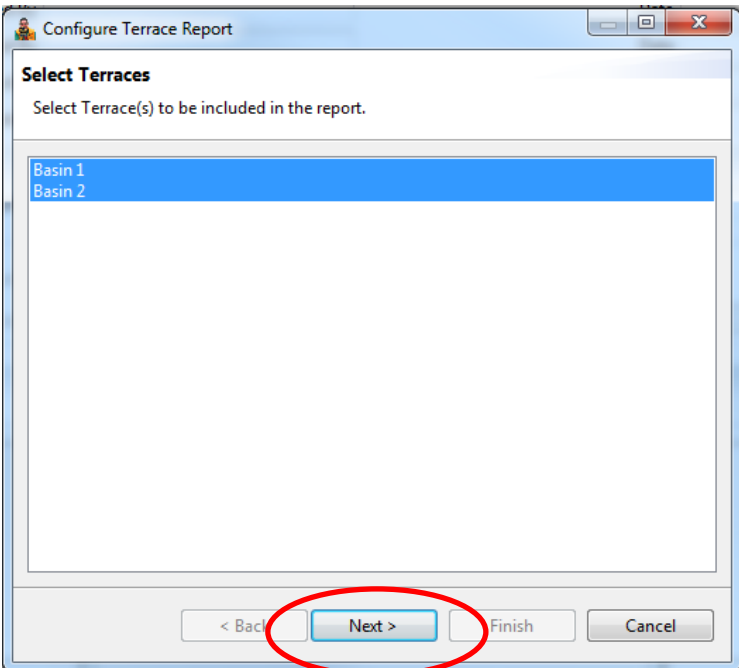 Configure Terrace Report
Select Terraces
Select Terrace(s) to be included in the report.
Basin 1
Basin 2
< Back Next > Finish Cancel